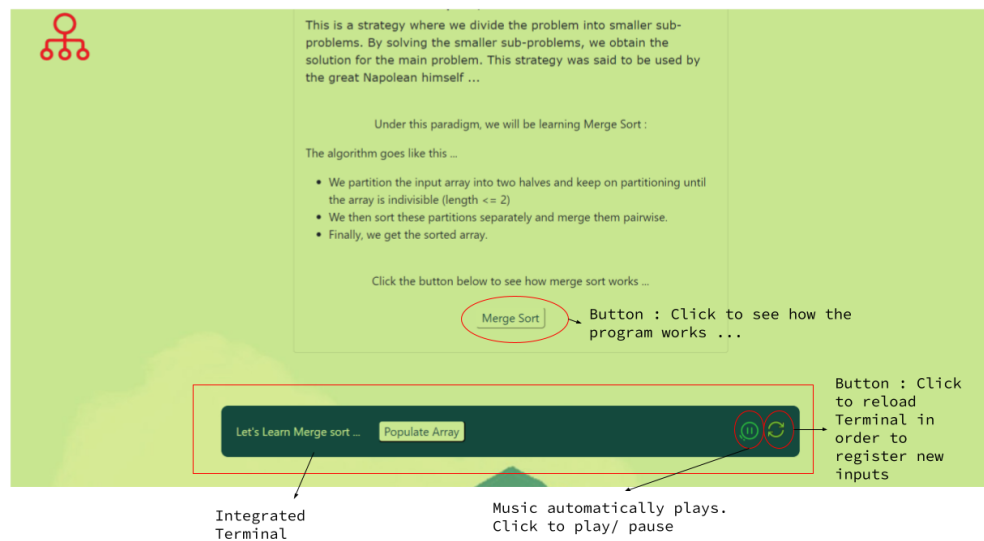 This is a strategy where we divide the problem into smaller sub-
problems. By solving the smaller sub-problems, we obtain the
solution for the main problem. This strategy was said to be used by
the great Napolean himself ...
Under this paradigm, we will be learning Merge Sort :
The algorithm goes like this ...
• We partition the input array into two halves and keep on partitioning until
the array is indivisible (length <= 2)
• We then sort these partitions separately and merge them pairwise.
• Finally, we get the sorted array.
Click the button below to see how merge sort works ...
Merge Sort
Button : Click to see how the
program works ...
Let's Learn Merge sort ...
Populate Array
Button : Click
to reload
Terminal in
order to
register new
inputs
Integrated
Terminal
Music automatically plays.
Click to play/ pause